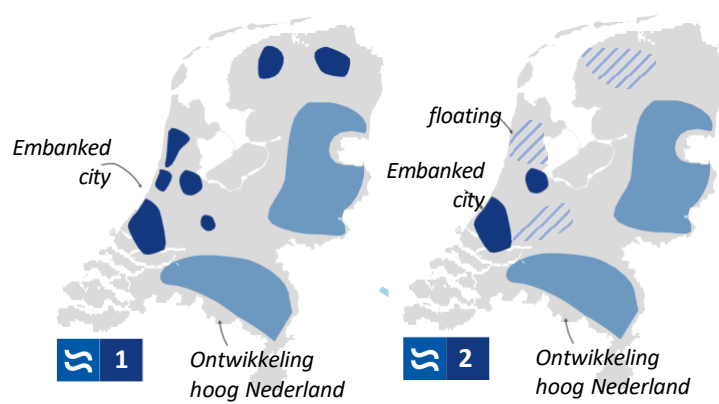 Embanked
city
1
Ontwikkeling
hoog Nederland
floating
Embanked
city
2
Ontwikkeling
hoog Nederland